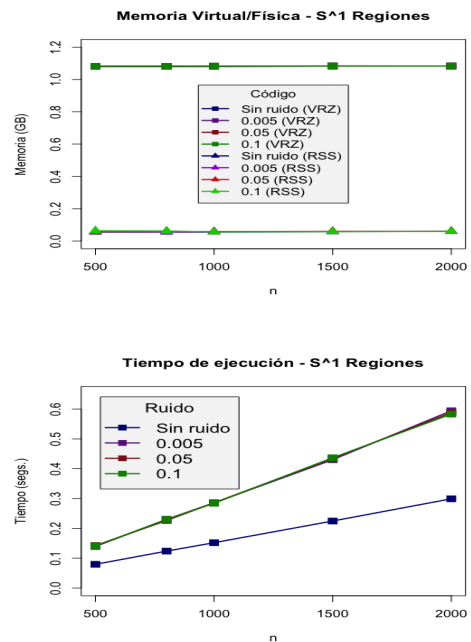 Memoria Virtual/Física - S^1 Regiones
Memoria (GB)
1.2
1.0
0.8
0.6
0.4
0.2
0.0
Código
Sin ruido (VRZ)
0.005 (VRZ)
0.05 (VRZ)
0.1 (VRZ)
Sin ruido (RSS)
0.005 (RSS)
0.05 (RSS)
0.1 (RSS)
500 1000 1500 2000
n
Tiempo de ejecución - S^1 Regiones
Tiempo (segs.)
0.6
0.5
0.4
0.3
0.2
0.1
0.0
Ruido
Sin ruido
0.005
0.05
0.1
500 1000 1500 2000
n